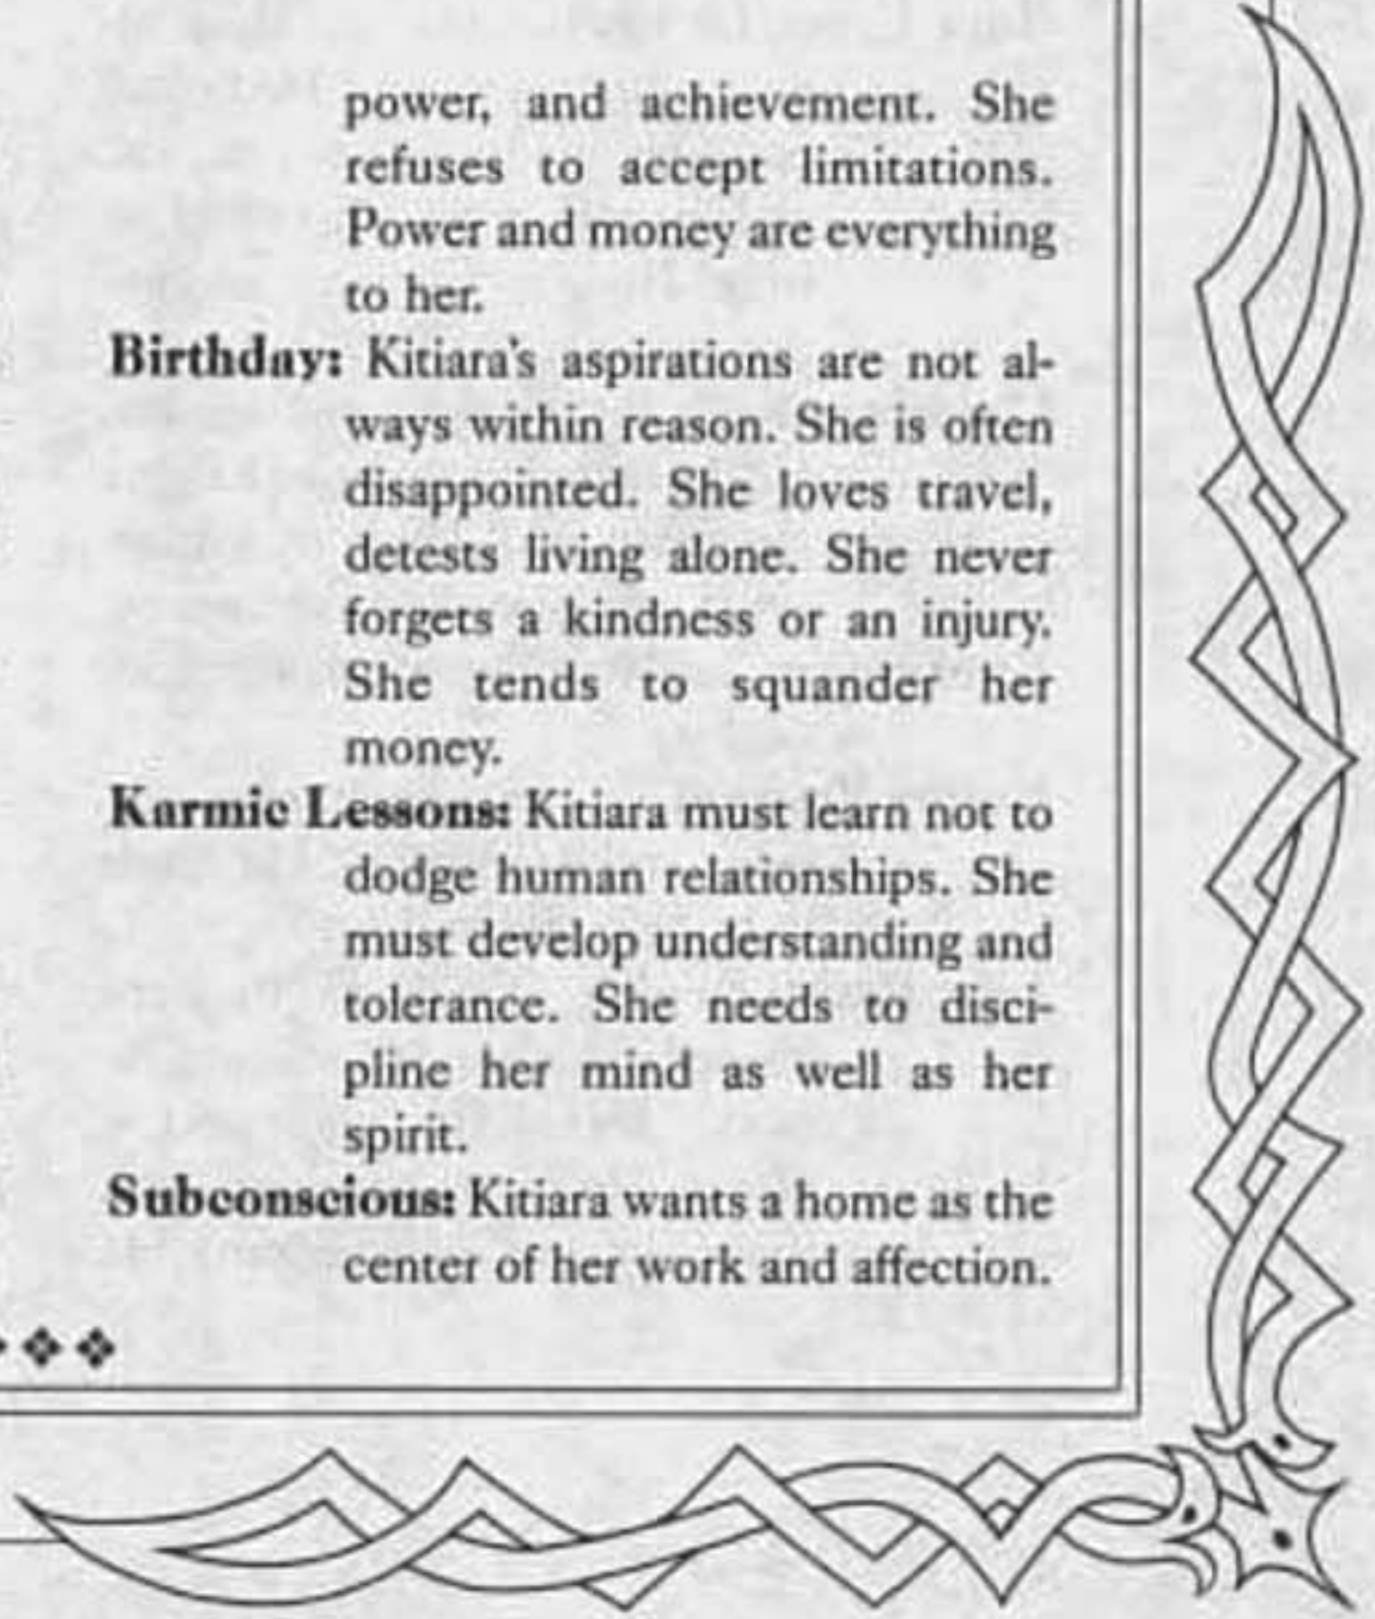 power, and achievement. She
refuses to accept limitations.
Power and money are everything
to her.
Birthday: Kitiara's aspirations are not al-
ways within reason. She is often
disappointed. She loves travel,
detests living alone. She never
forgets a kindness or an injury.
She tends to squander her
money.
Karmic Lessons: Kitiara must learn not to
dodge human relationships. She
must develop understanding and
tolerance. She needs to disci-
pline her mind as well as her
spirit.
Subconscious: Kitiara wants a home as the
center of her work and affection.